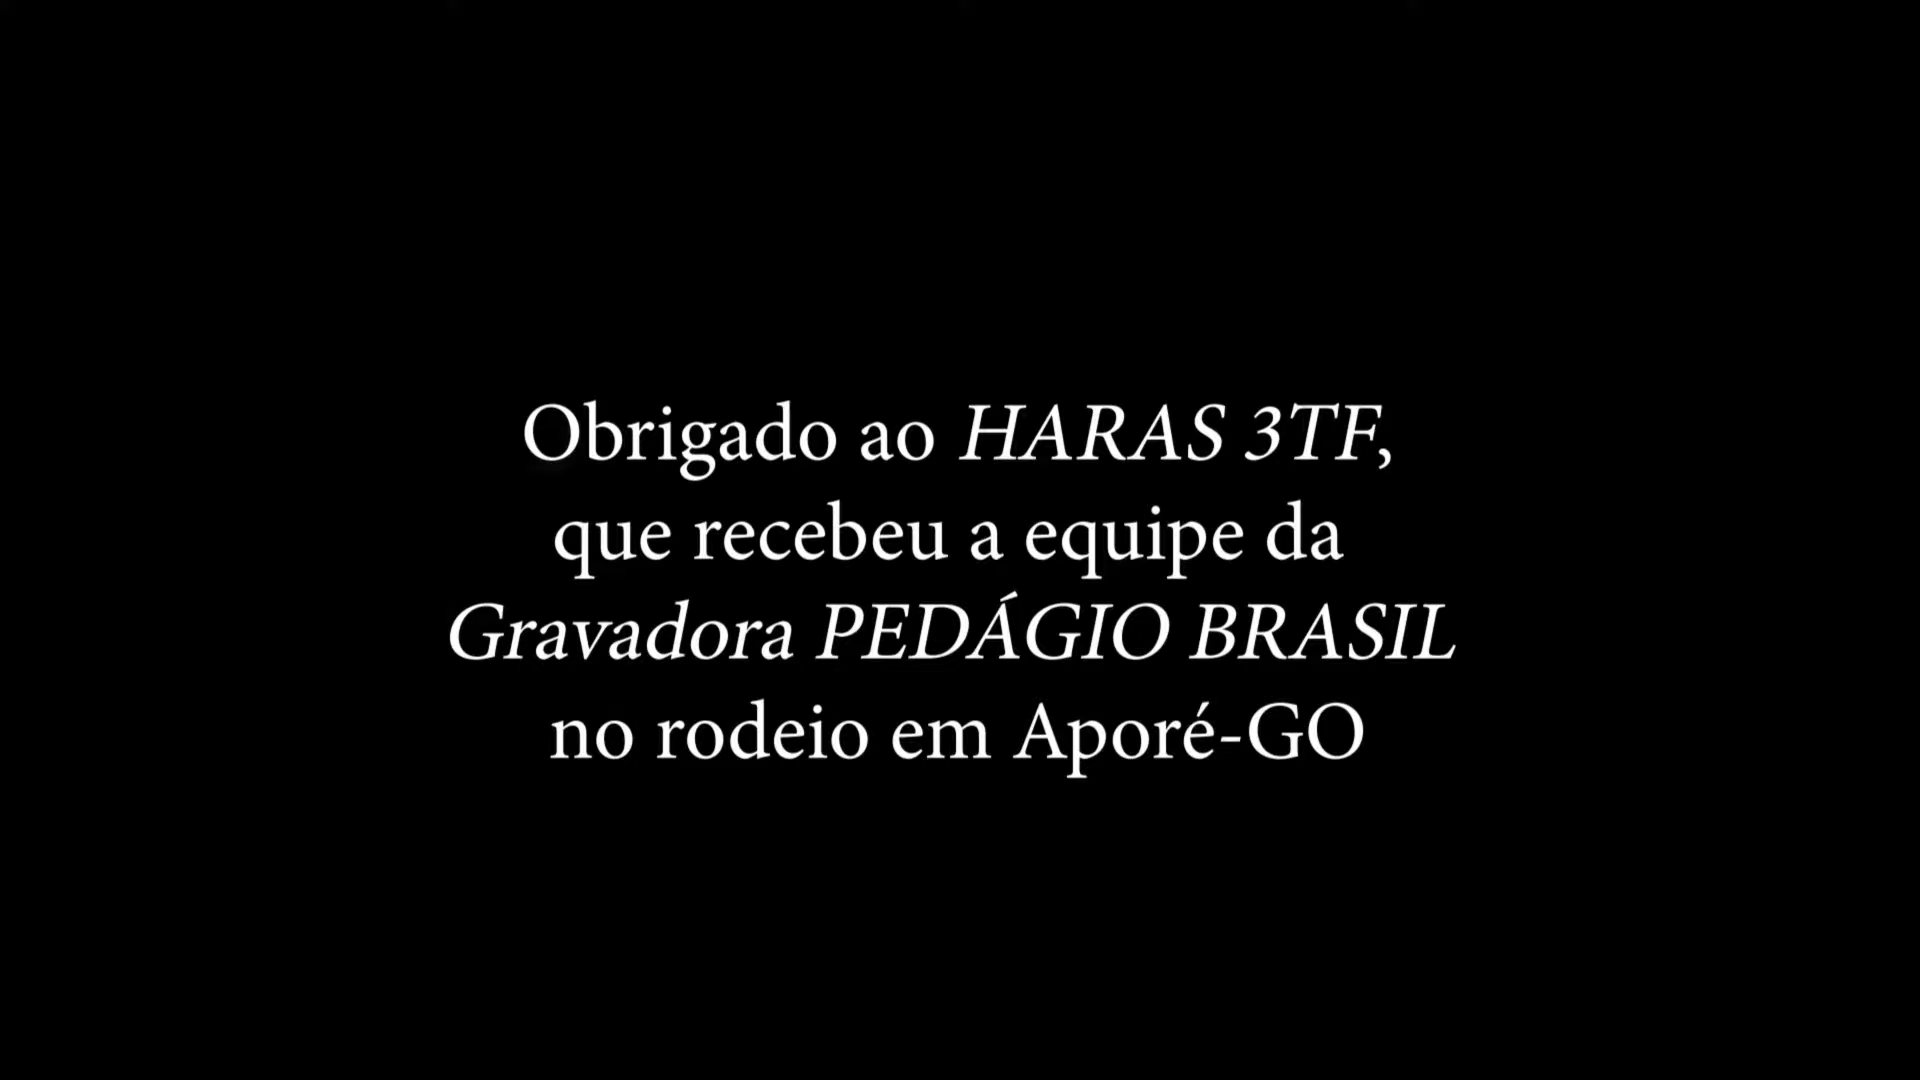 Obrigado ao HARAS 3TF,
que recebeu a equipe da
Gravadora PEDÁGIO BRASIL
no rodeio em Aporé-GO